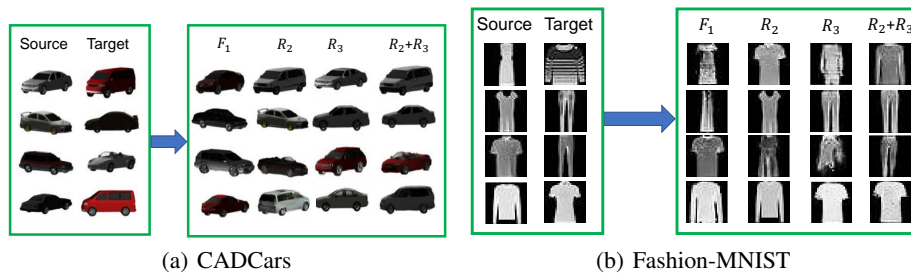 Source Target
F₁ R₂ R₃ R₂+R₃
Source Target
F₁ R₂ R₃ R₂+R₃
(a) CADCars
(b) Fashion-MNIST